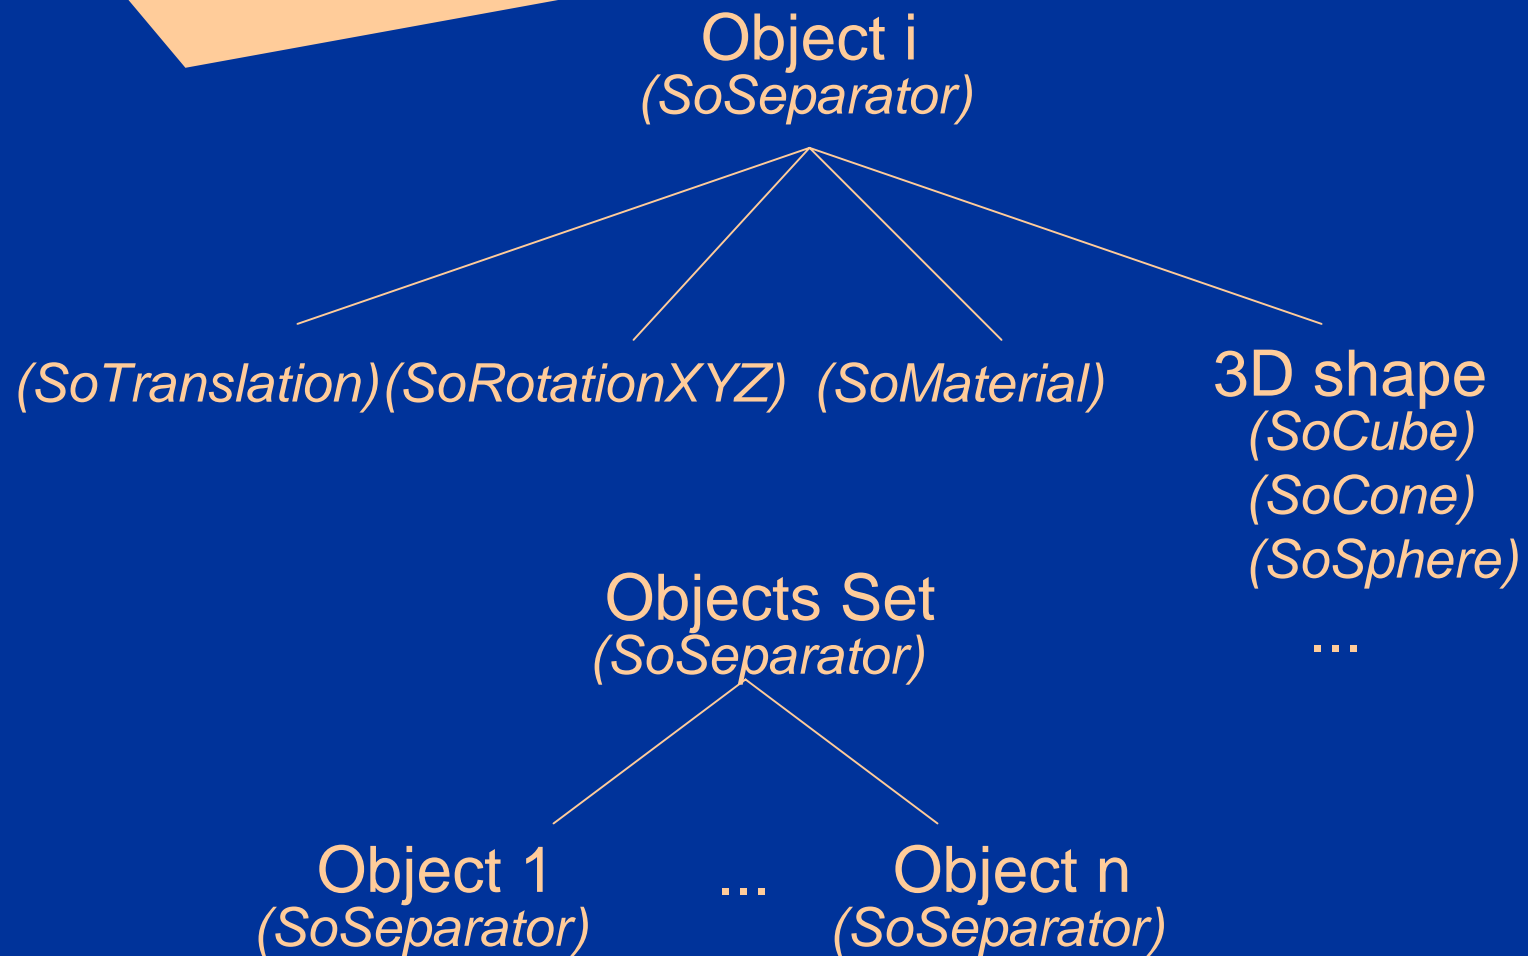 Object i
(SoSeparator)
(SoTranslation) (SoRotationXYZ) (SoMaterial) 3D shape
(SoCube)
(SoCone)
(SoSphere)
...
Objects Set
(SoSeparator)
Object 1 ... Object n
(SoSeparator) (SoSeparator)